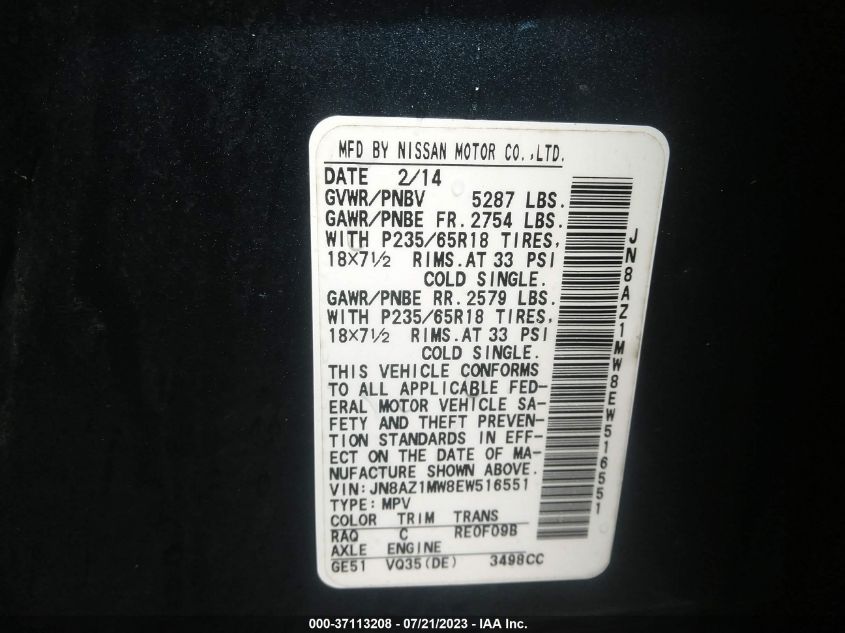 MFD BY NISSAN MOTOR CO.,LTD.
DATE 2/14
GVWR/PNBV 5287 LBS.
GAWR/PNBE FR. 2754 LBS.
WITH P235/65R18 TIRES,
18×7½ RIMS.AT 33 PSI
COLD SINGLE.
GAWR/PNBE RR. 2579 LBS.
WITH P235/65R18 TIRES,
18×7½ RIMS.AT 33 PSI
COLD SINGLE.
THIS VEHICLE CONFORMS
TO ALL APPLICABLE FED-
ERAL MOTOR VEHICLE SA-
FETY AND THEFT PREVEN-
TION STANDARDS IN EFF-
ECT ON THE DATE OF MA-
NUFACTURE SHOWN ABOVE.
VIN:JN8AZ1MW8EW516551
TYPE:MPV
COLOR TRIM TRANS
RAQ C RE0F09B
AXLE ENGINE
GE51 VQ35(DE) 3498CC
JN8AZ1MW8EW516551
000-37113208 - 07/21/2023 - IAA Inc.